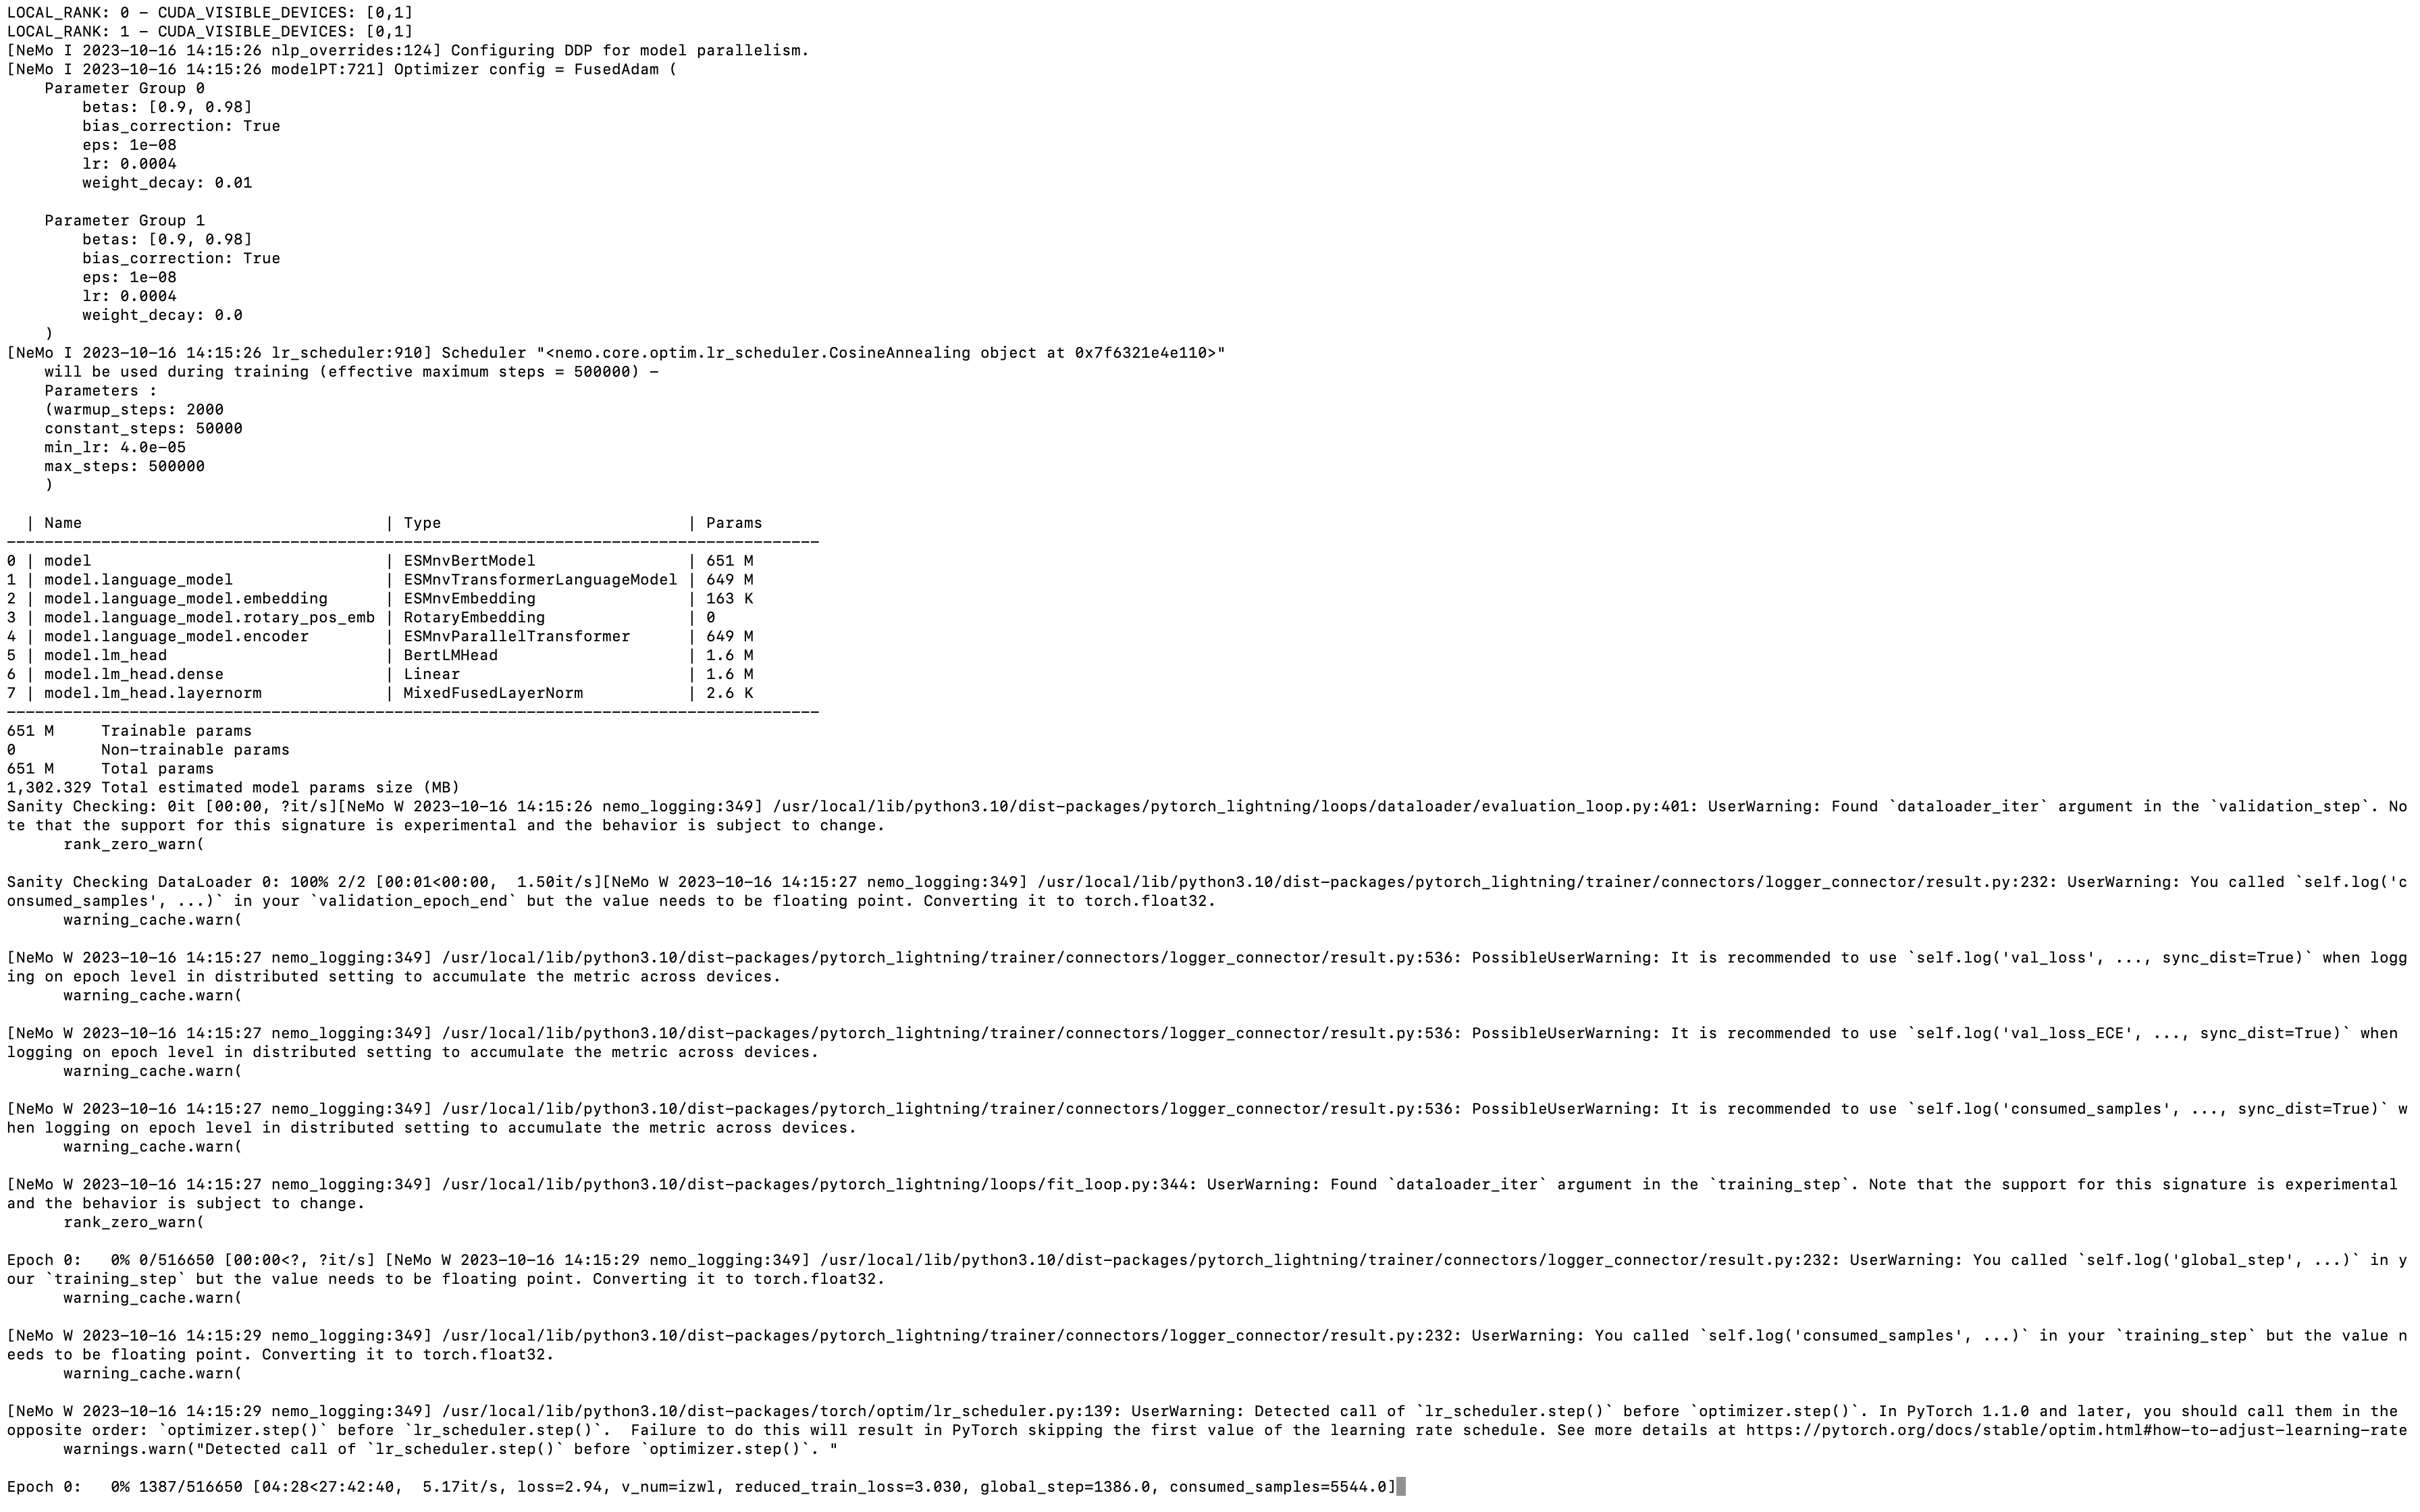 LOCAL_RANK: 0 - CUDA_VISIBLE_DEVICES: [0,1]
LOCAL_RANK: 1 - CUDA_VISIBLE_DEVICES: [0,1]
[NeMo I 2023-10-16 14:15:26 nlp_overrides:124] Configuring DDP for model parallelism.
[NeMo I 2023-10-16 14:15:26 modelPT:721] Optimizer config = FusedAdam (
    Parameter Group 0
        betas: [0.9, 0.98]
        bias_correction: True
        eps: 1e-08
        lr: 0.0004
        weight_decay: 0.01

    Parameter Group 1
        betas: [0.9, 0.98]
        bias_correction: True
        eps: 1e-08
        lr: 0.0004
        weight_decay: 0.0
    )
[NeMo I 2023-10-16 14:15:26 lr_scheduler:910] Scheduler "<nemo.core.optim.lr_scheduler.CosineAnnealing object at 0x7f6321e4e110>"
    will be used during training (effective maximum steps = 500000) -
    Parameters :
    (warmup_steps: 2000
    constant_steps: 50000
    min_lr: 4.0e-05
    max_steps: 500000
    )

  | Name                                | Type                          | Params
--------------------------------------------------------------------------------------
0 | model                               | ESMnvBertModel                | 651 M
1 | model.language_model                | ESMnvTransformerLanguageModel | 649 M
2 | model.language_model.embedding      | ESMnvEmbedding                | 163 K
3 | model.language_model.rotary_pos_emb | RotaryEmbedding               | 0
4 | model.language_model.encoder        | ESMnvParallelTransformer      | 649 M
5 | model.lm_head                       | BertLMHead                    | 1.6 M
6 | model.lm_head.dense                 | Linear                        | 1.6 M
7 | model.lm_head.layernorm             | MixedFusedLayerNorm           | 2.6 K
--------------------------------------------------------------------------------------
651 M     Trainable params
0         Non-trainable params
651 M     Total params
1,302.329 Total estimated model params size (MB)
Sanity Checking: 0it [00:00, ?it/s][NeMo W 2023-10-16 14:15:26 nemo_logging:349] /usr/local/lib/python3.10/dist-packages/pytorch_lightning/loops/dataloader/evaluation_loop.py:401: UserWarning: Found `dataloader_iter` argument in the `validation_step`. No
te that the support for this signature is experimental and the behavior is subject to change.
      rank_zero_warn(

Sanity Checking DataLoader 0: 100% 2/2 [00:01<00:00,  1.50it/s][NeMo W 2023-10-16 14:15:27 nemo_logging:349] /usr/local/lib/python3.10/dist-packages/pytorch_lightning/trainer/connectors/logger_connector/result.py:232: UserWarning: You called `self.log('c
onsumed_samples', ...)` in your `validation_epoch_end` but the value needs to be floating point. Converting it to torch.float32.
      warning_cache.warn(

[NeMo W 2023-10-16 14:15:27 nemo_logging:349] /usr/local/lib/python3.10/dist-packages/pytorch_lightning/trainer/connectors/logger_connector/result.py:536: PossibleUserWarning: It is recommended to use `self.log('val_loss', ..., sync_dist=True)` when logg
ing on epoch level in distributed setting to accumulate the metric across devices.
      warning_cache.warn(

[NeMo W 2023-10-16 14:15:27 nemo_logging:349] /usr/local/lib/python3.10/dist-packages/pytorch_lightning/trainer/connectors/logger_connector/result.py:536: PossibleUserWarning: It is recommended to use `self.log('val_loss_ECE', ..., sync_dist=True)` when
logging on epoch level in distributed setting to accumulate the metric across devices.
      warning_cache.warn(

[NeMo W 2023-10-16 14:15:27 nemo_logging:349] /usr/local/lib/python3.10/dist-packages/pytorch_lightning/trainer/connectors/logger_connector/result.py:536: PossibleUserWarning: It is recommended to use `self.log('consumed_samples', ..., sync_dist=True)` w
hen logging on epoch level in distributed setting to accumulate the metric across devices.
      warning_cache.warn(

[NeMo W 2023-10-16 14:15:27 nemo_logging:349] /usr/local/lib/python3.10/dist-packages/pytorch_lightning/loops/fit_loop.py:344: UserWarning: Found `dataloader_iter` argument in the `training_step`. Note that the support for this signature is experimental
and the behavior is subject to change.
      rank_zero_warn(

Epoch 0:   0% 0/516650 [00:00<?, ?it/s] [NeMo W 2023-10-16 14:15:29 nemo_logging:349] /usr/local/lib/python3.10/dist-packages/pytorch_lightning/trainer/connectors/logger_connector/result.py:232: UserWarning: You called `self.log('global_step', ...)` in y
our `training_step` but the value needs to be floating point. Converting it to torch.float32.
      warning_cache.warn(

[NeMo W 2023-10-16 14:15:29 nemo_logging:349] /usr/local/lib/python3.10/dist-packages/pytorch_lightning/trainer/connectors/logger_connector/result.py:232: UserWarning: You called `self.log('consumed_samples', ...)` in your `training_step` but the value n
eeds to be floating point. Converting it to torch.float32.
      warning_cache.warn(

[NeMo W 2023-10-16 14:15:29 nemo_logging:349] /usr/local/lib/python3.10/dist-packages/torch/optim/lr_scheduler.py:139: UserWarning: Detected call of `lr_scheduler.step()` before `optimizer.step()`. In PyTorch 1.1.0 and later, you should call them in the
opposite order: `optimizer.step()` before `lr_scheduler.step()`.  Failure to do this will result in PyTorch skipping the first value of the learning rate schedule. See more details at https://pytorch.org/docs/stable/optim.html#how-to-adjust-learning-rate
      warnings.warn("Detected call of `lr_scheduler.step()` before `optimizer.step()`. "

Epoch 0:   0% 1387/516650 [04:28<27:42:40,  5.17it/s, loss=2.94, v_num=izwl, reduced_train_loss=3.030, global_step=1386.0, consumed_samples=5544.0]